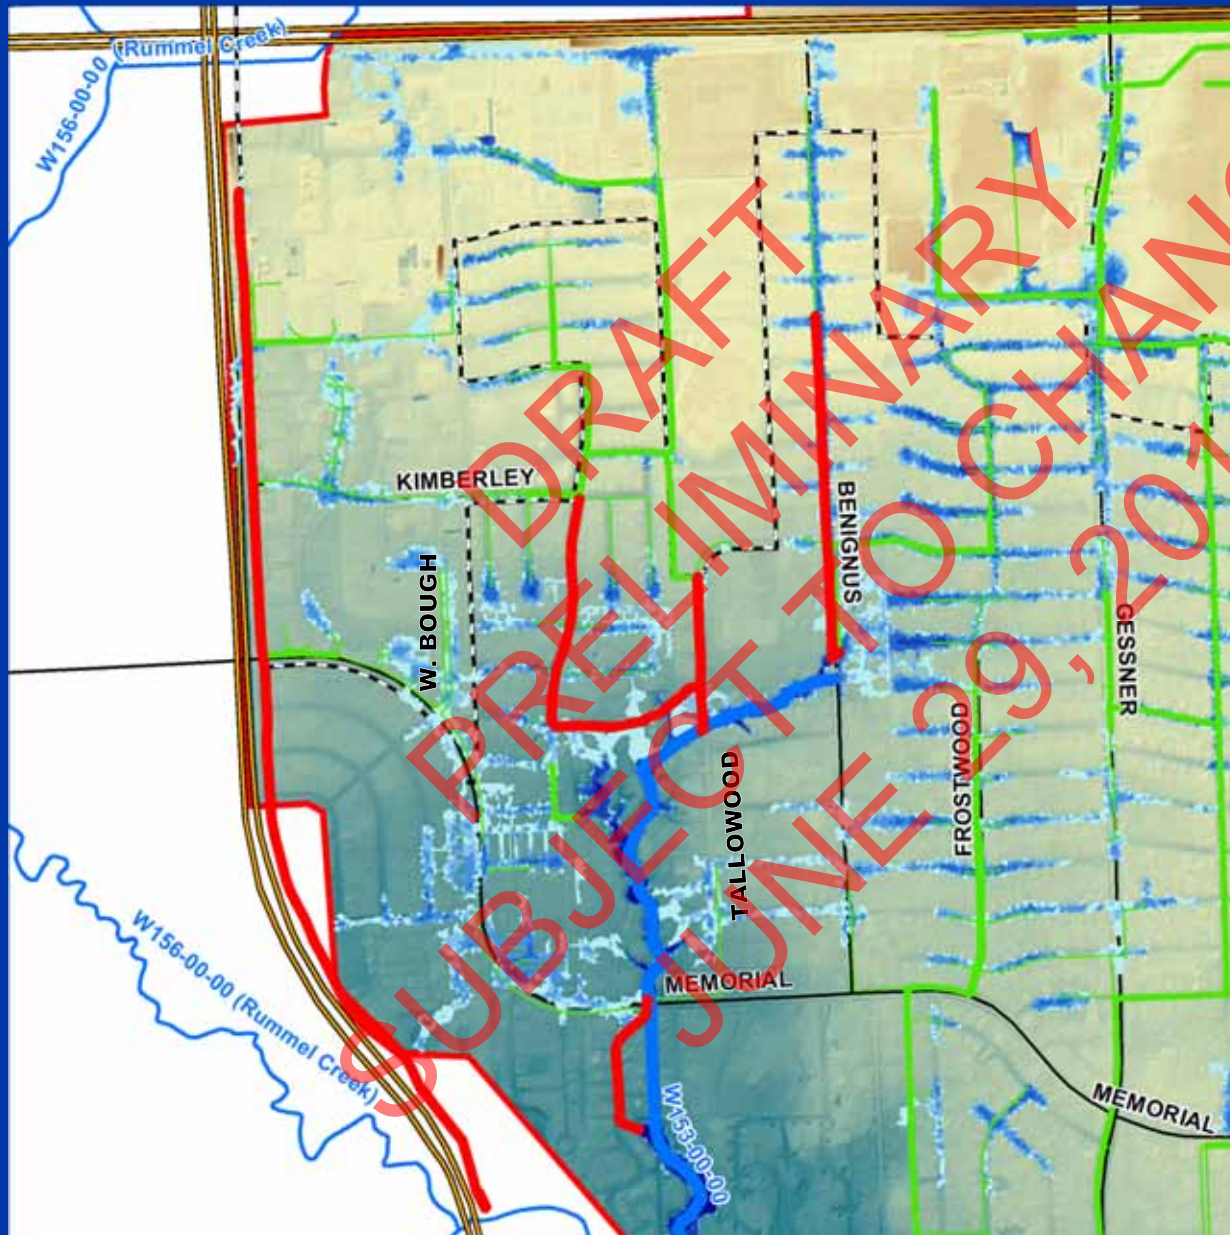 W156-00-00 (Rummel Creek)
KIMBERLEY
W. BOUGH
BENIGNUS
GESSNER
FROSTWOOD
TALLOWOOD
MEMORIAL
W156-00-00 (Rummel Creek)
W153-00-00
MEMORIAL
DRAFT
PRELIMINARY
SUBJECT TO CHANG
JUNE 29, 201